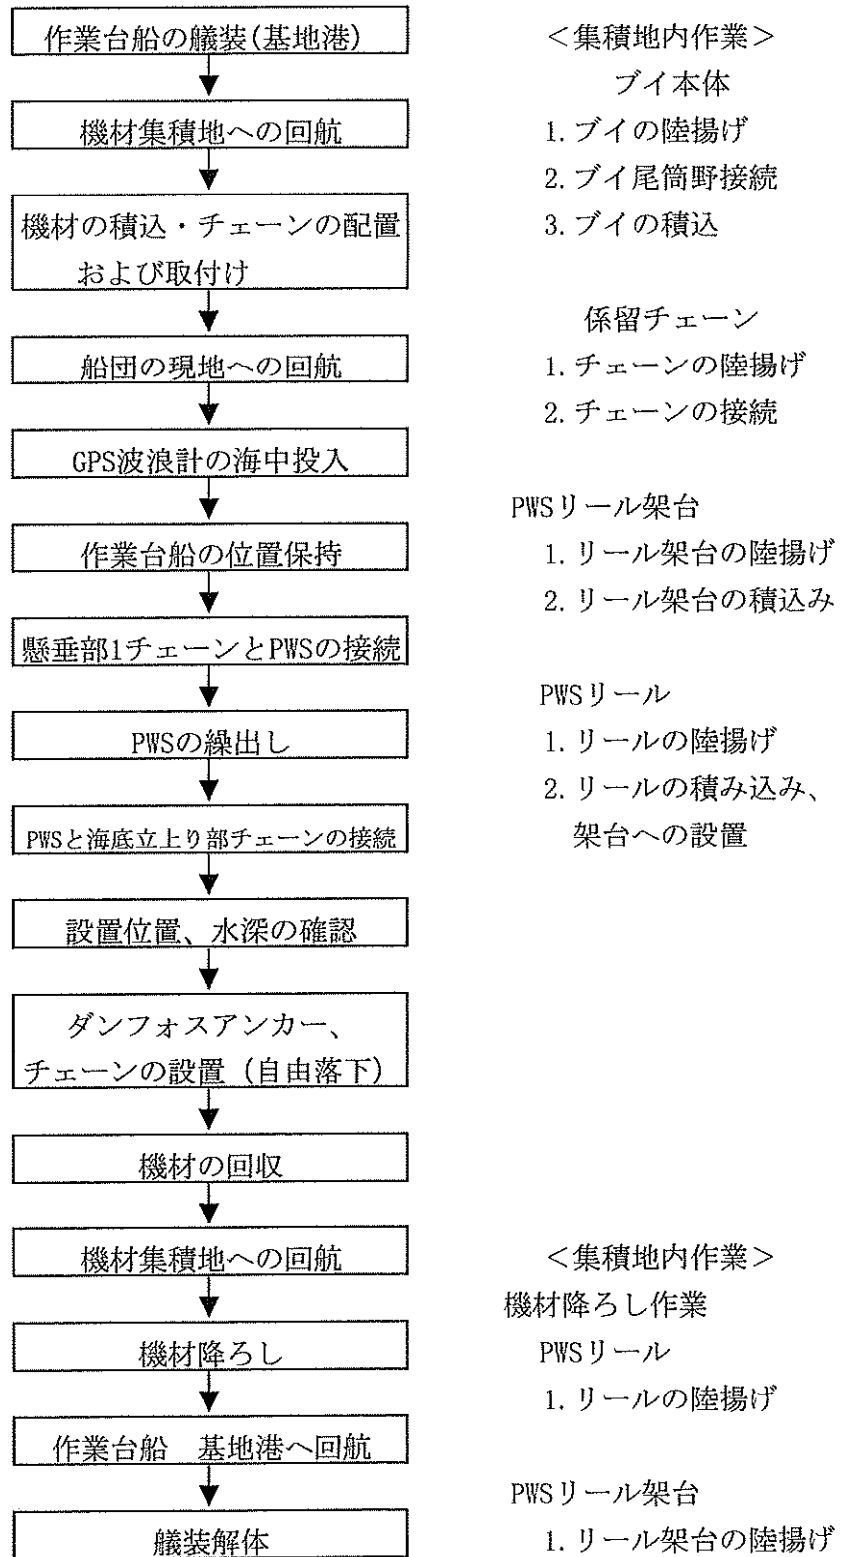 作業台船の艤装(基地港)
機材集積地への回航
機材の積込・チェーンの配置
および取付け
船団の現地への回航
GPS波浪計の海中投入
作業台船の位置保持
懸垂部1チェーンとPWSの接続
PWSの繰出し
PWSと海底立上り部チェーンの接続
設置位置、水深の確認
ダンフォスアンカー、
チェーンの設置（自由落下）
機材の回収
機材集積地への回航
機材降ろし
作業台船　基地港へ回航
艤装解体
＜集積地内作業＞
ブイ本体
1. ブイの陸揚げ
2. ブイ尾筒野接続
3. ブイの積込
係留チェーン
1. チェーンの陸揚げ
2. チェーンの接続
PWSリール架台
1. リール架台の陸揚げ
2. リール架台の積込み
PWSリール
1. リールの陸揚げ
2. リールの積み込み、
架台への設置
＜集積地内作業＞
機材降ろし作業
PWSリール
1. リールの陸揚げ
PWSリール架台
1. リール架台の陸揚げ